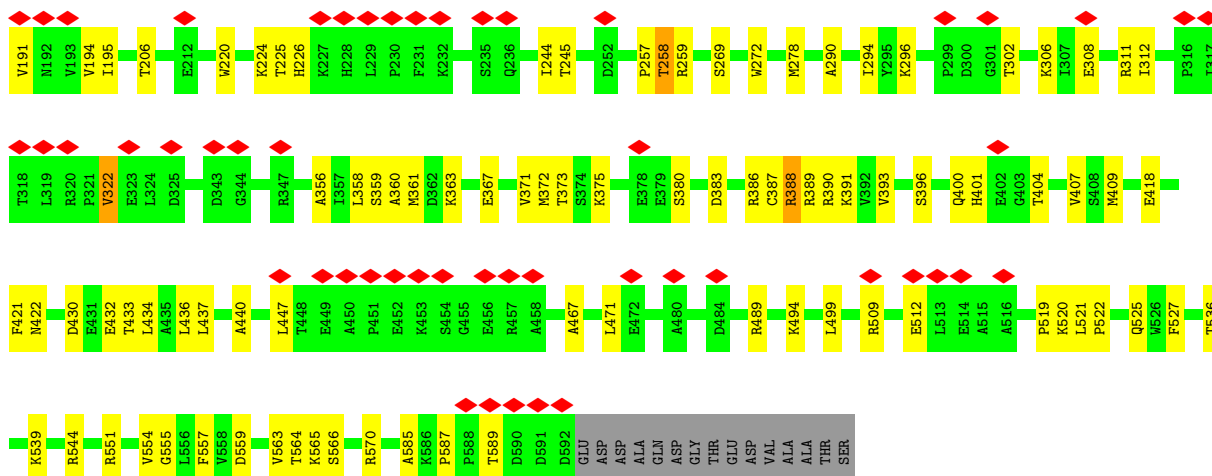 V191 N192 V193 V194 I195 T206 E212 W220 K224 T225 H226 K227 H228 L229 P230 F231 K232 S235 Q236 I244 T245 D252 P257 T258 R259 S269 W272 M278 A290 I294 Y295 K296 P299 D300 G301 T302 K306 I307 E308 R311 I312 P316 I317
T318 L319 R320 P321 V322 E323 L324 D325 D343 G344 R347 A356 I357 L358 S359 A360 M361 D362 K363 E367 V371 M372 T373 S374 K375 E378 E379 S380 D383 R386 C387 R388 R389 R390 K391 V392 V393 S396 Q400 H401 E402 G403 T404 V407 S408 M409 E418
F421 N422 D430 E431 E432 T433 L434 A435 L436 L437 A440 L447 T448 E449 A450 P451 E452 K453 S454 G455 E456 R457 A458 A467 L471 E472 A480 D484 R489 K494 L499 R509 E512 L513 E514 A515 A516 P519 K520 L521 P522 Q525 W526 F527 T536
K539 R544 R551 V554 G555 L556 F557 V558 D559 V563 T564 K565 S566 R570 A585 K586 P587 P588 T589 D590 D591 D592 GLU ASP ASP ALA GLN ASP GLY THR GLU ASP VAL ALA ALA THR SER